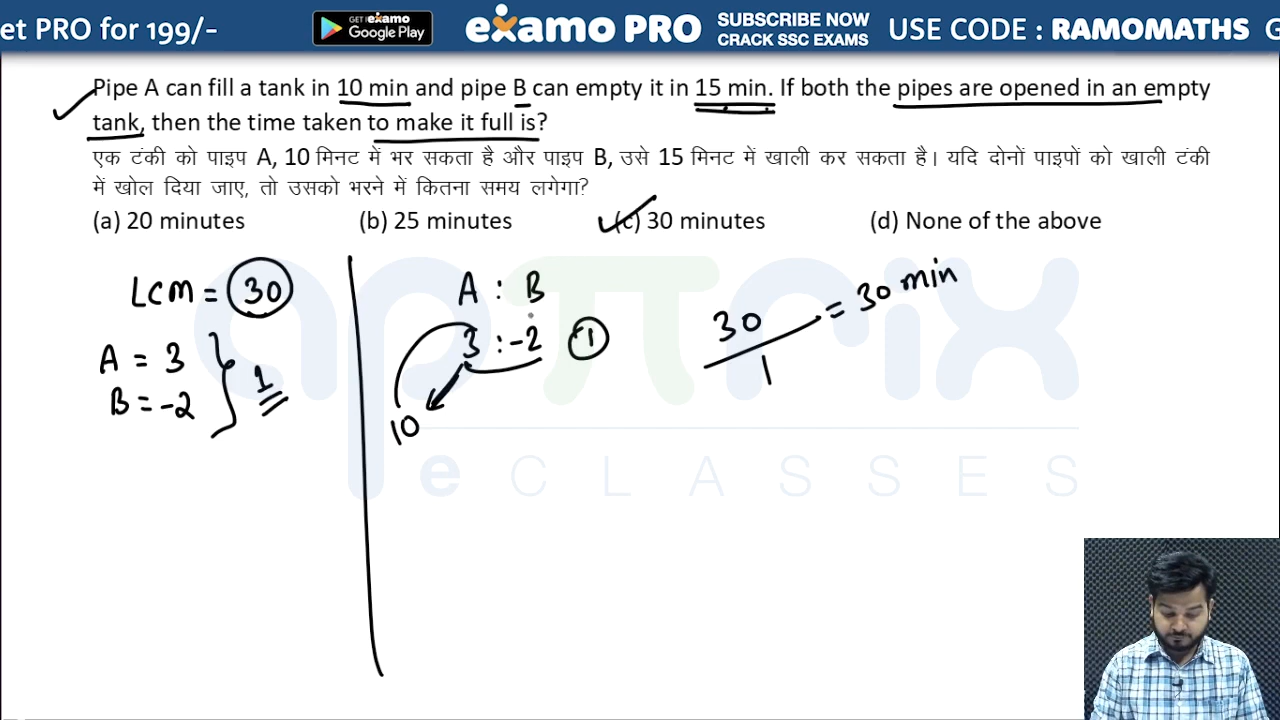 et PRO for 199/-
GET IT examo
Google Play
examo PRO
SUBSCRIBE NOW
CRACK SSC EXAMS
USE CODE : RAMOMATHS G
Pipe A can fill a tank in 10 min and pipe B can empty it in 15 min. If both the pipes are opened in an empty
tank, then the time taken to make it full is?
एक टंकी को पाइप A, 10 मिनट में भर सकता है और पाइप B, उसे 15 मिनट में खाली कर सकता है। यदि दोनों पाइपों को खाली टंकी
में खोल दिया जाए, तो उसको भरने में कितना समय लगेगा?
(a) 20 minutes (b) 25 minutes (c) 30 minutes (d) None of the above
LCM = 30
A = 3
B = -2
1
A : B
3 : -2
10
30
1
= 30 min
apπrix
e CLASSES